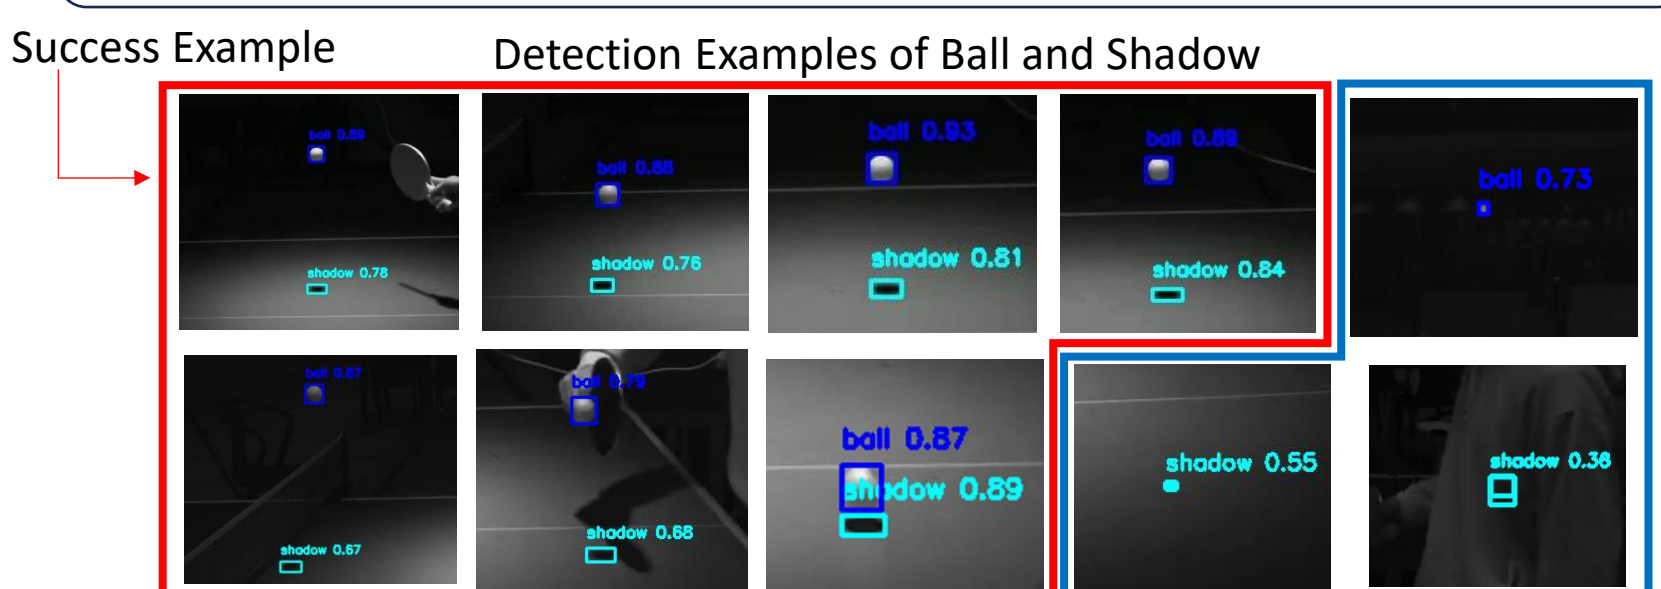 Success Example
Detection Examples of Ball and Shadow
ball 0.89
shadow 0.78
ball 0.88
shadow 0.76
ball 0.93
shadow 0.81
ball 0.89
shadow 0.84
ball 0.73
ball 0.87
shadow 0.67
ball 0.79
shadow 0.68
ball 0.87
shadow 0.89
shadow 0.55
shadow 0.36